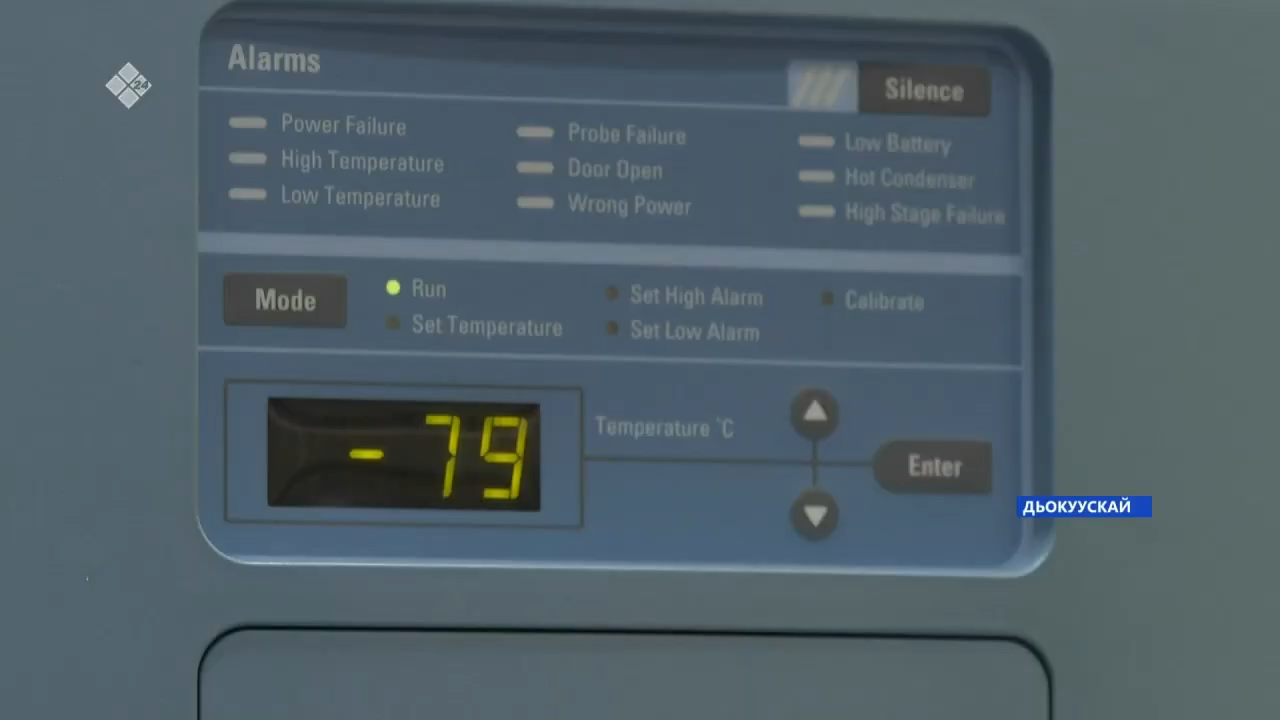 24
Alarms
Silence
Power Failure
Probe Failure
Low Battery
High Temperature
Door Open
Hot Condenser
Low Temperature
Wrong Power
High Stage Failure
Mode
Run
Set High Alarm
Calibrate
Set Temperature
Set Low Alarm
-79
Temperature °C
Enter
ДЬОКУУСКАЙ